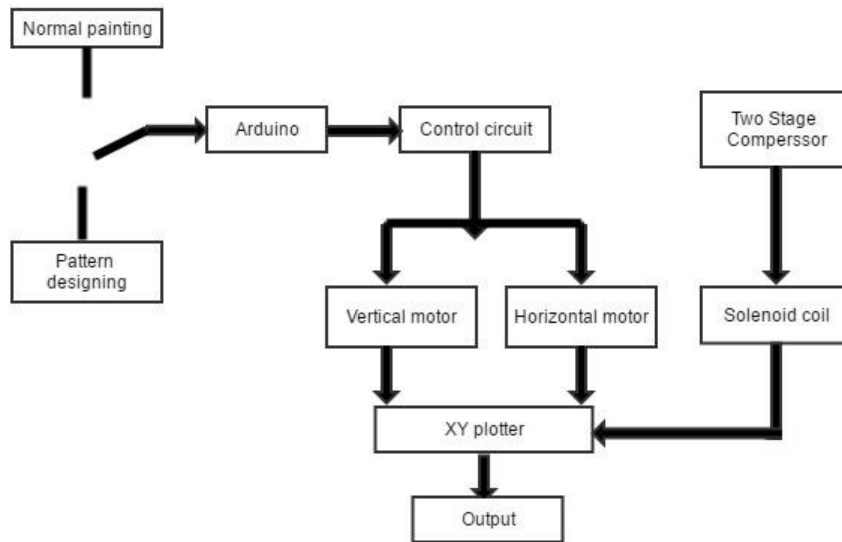 Normal painting
Arduino
Control circuit
Two Stage
Comperssor
Pattern
designing
Vertical motor
Horizontal motor
Solenoid coil
XY plotter
Output